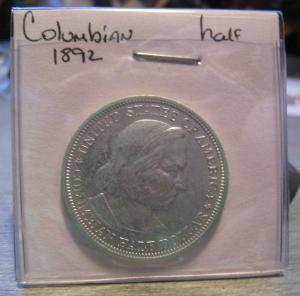 Columbian half
1892
UNITED STATES OF AMERICA
COLUMBIAN HALF DOLLAR